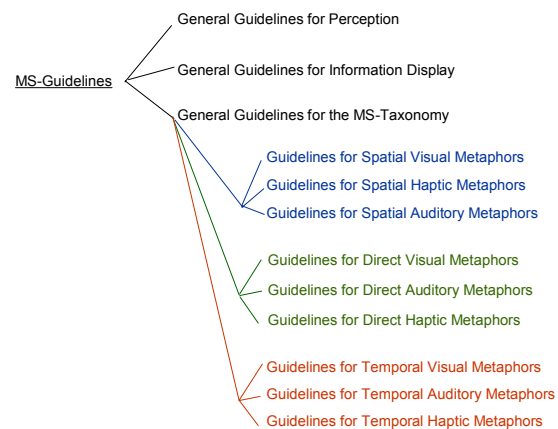 General Guidelines for Perception
MS-Guidelines
General Guidelines for Information Display
General Guidelines for the MS-Taxonomy
Guidelines for Spatial Visual Metaphors
Guidelines for Spatial Haptic Metaphors
Guidelines for Spatial Auditory Metaphors
Guidelines for Direct Visual Metaphors
Guidelines for Direct Auditory Metaphors
Guidelines for Direct Haptic Metaphors
Guidelines for Temporal Visual Metaphors
Guidelines for Temporal Auditory Metaphors
Guidelines for Temporal Haptic Metaphors